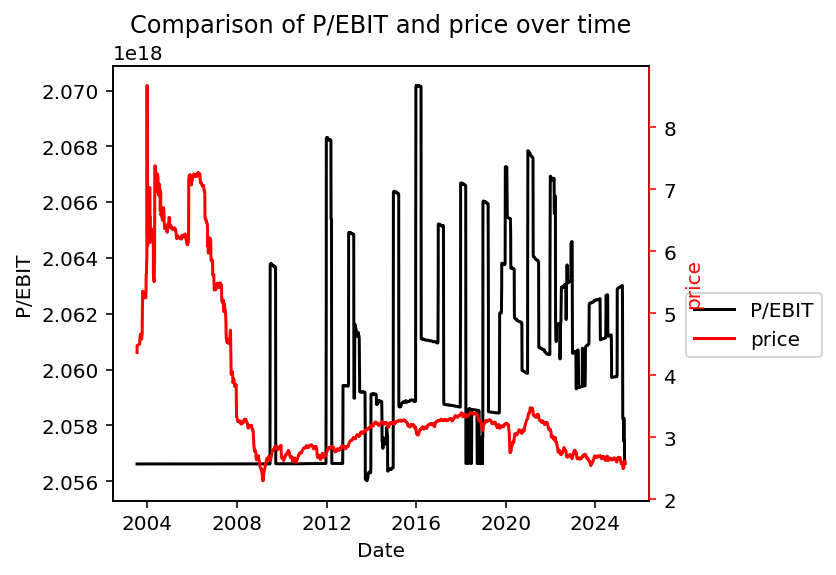 Comparison of P/EBIT and price over time
1e18
2.070
2.068
2.066
2.064
2.062
2.060
2.058
2.056
P/EBIT
8
7
6
5
4
3
2
price
P/EBIT
price
2004 2008 2012 2016 2020 2024
Date